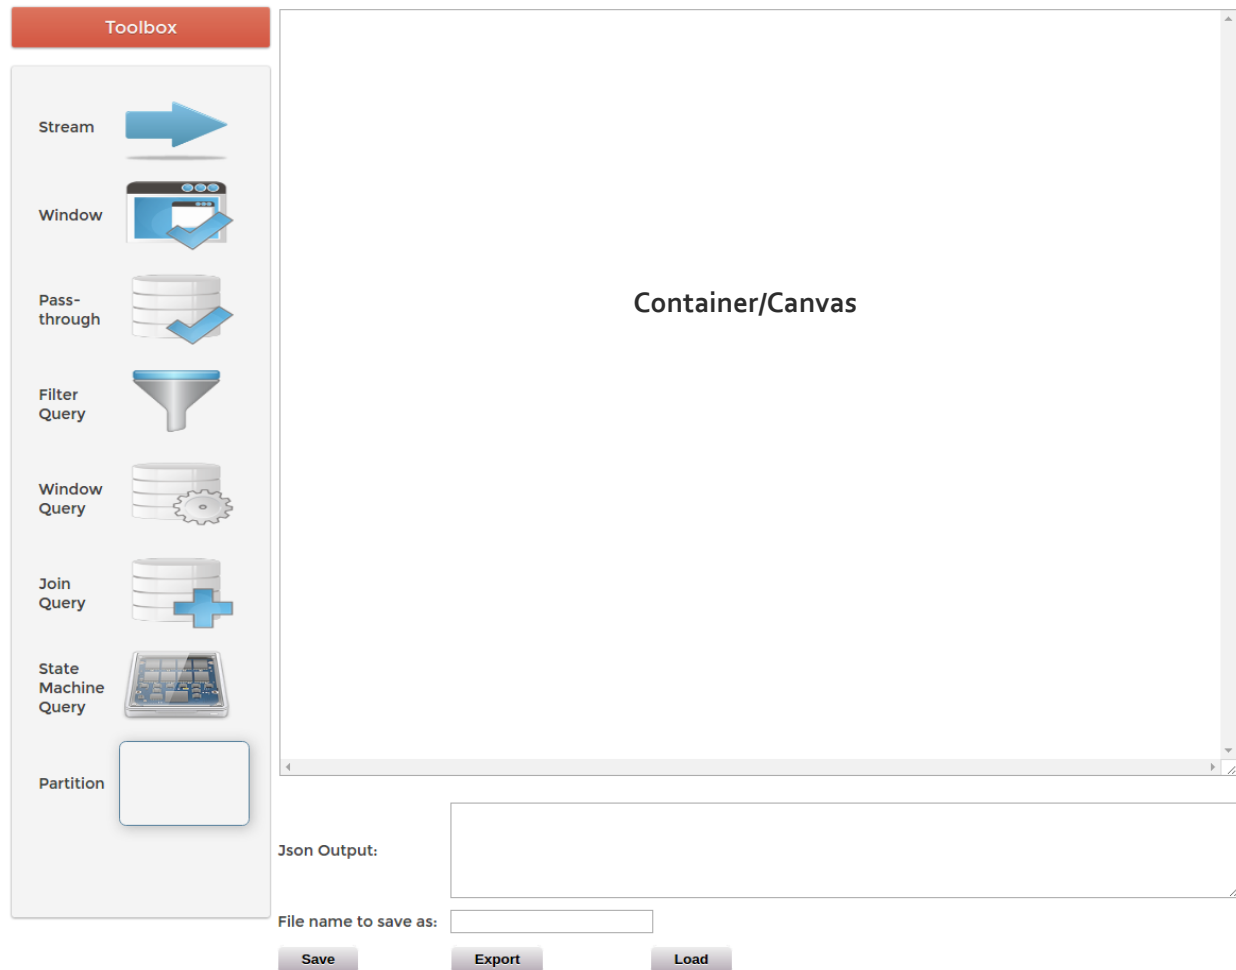 Toolbox
Stream
Window
Pass-
through
Filter
Query
Window
Query
Join
Query
State
Machine
Query
Partition
Container/Canvas
Json Output:
File name to save as:
Save
Export
Load